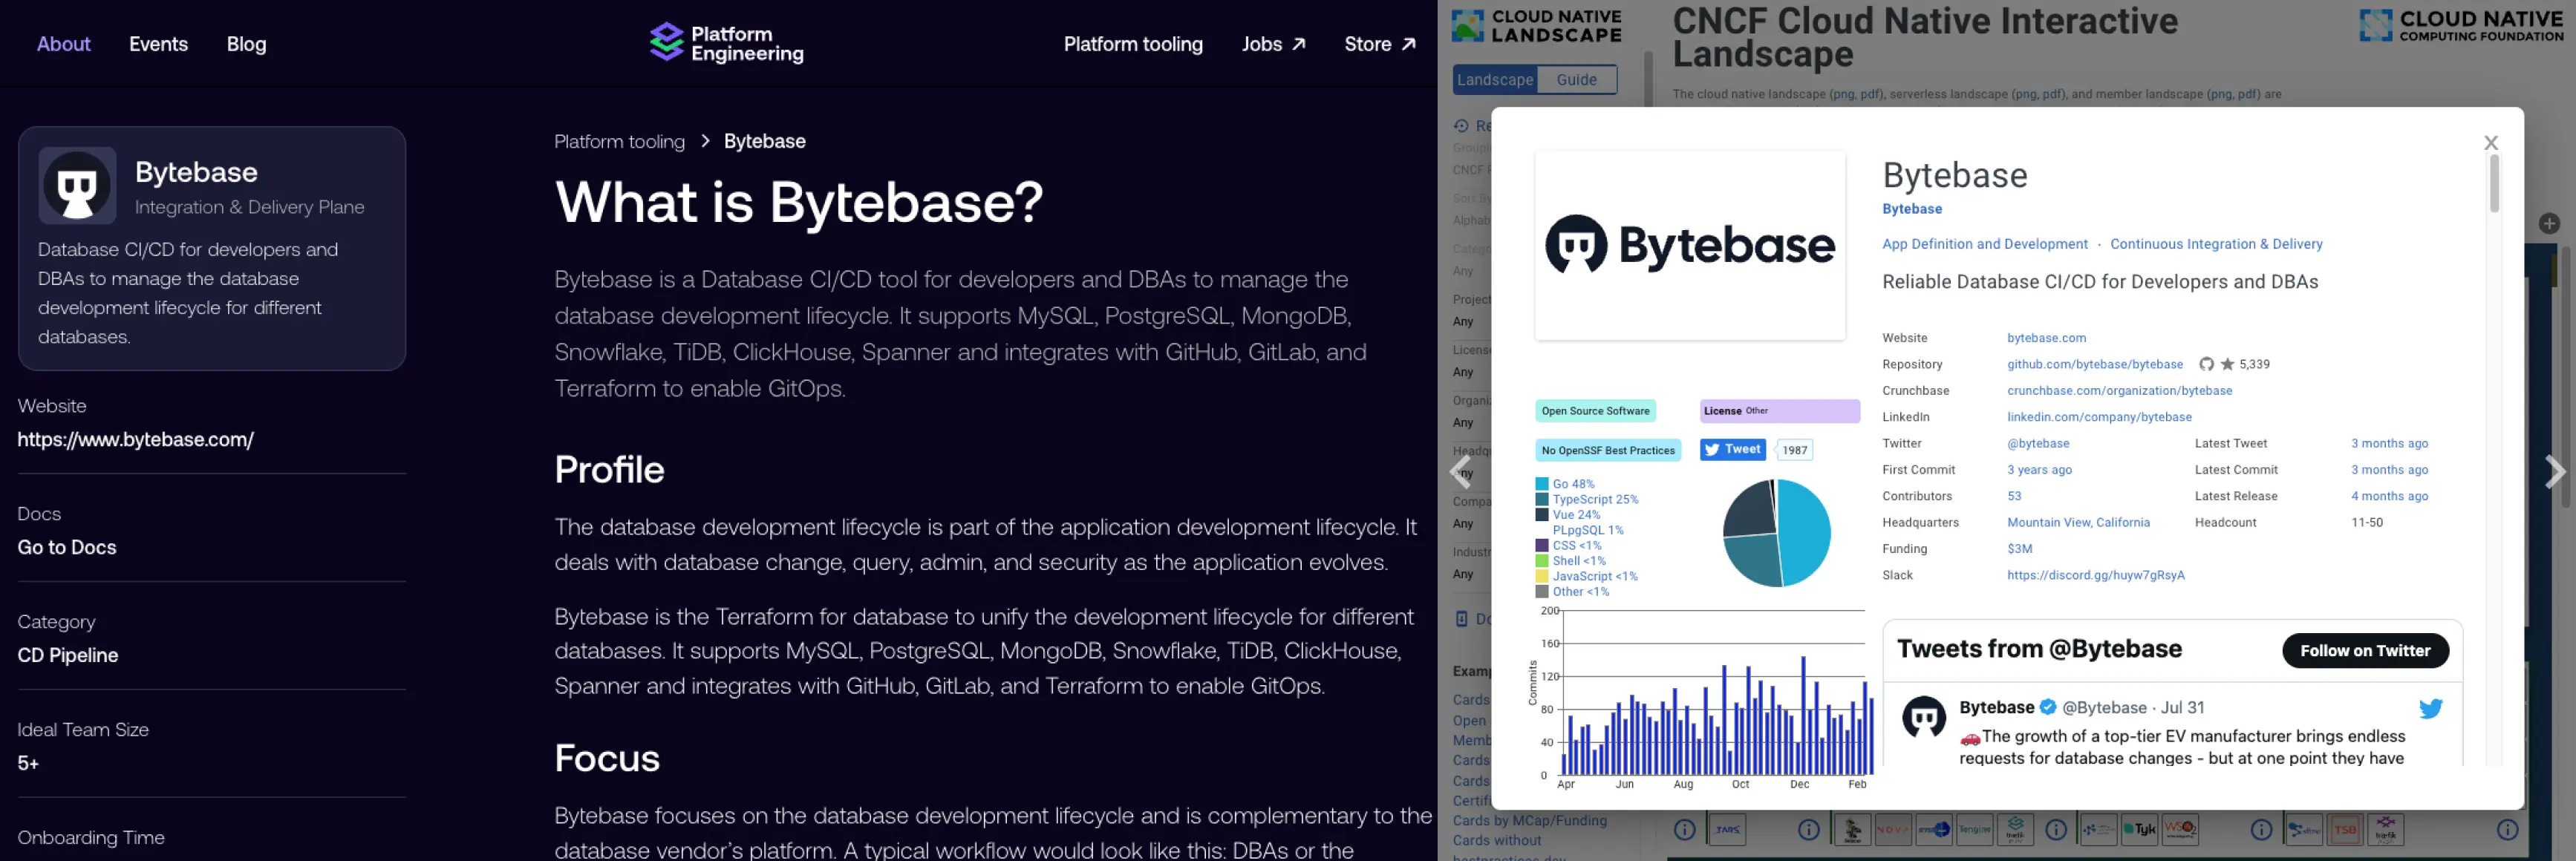 About Events Blog
Platform
Engineering
Platform tooling Jobs Store
Bytebase
Integration & Delivery Plane
Database CI/CD for developers and
DBAs to manage the database
development lifecycle for different
databases.
Website
https://www.bytebase.com/
Docs
Go to Docs
Category
CD Pipeline
Ideal Team Size
5+
Onboarding Time
Platform tooling > Bytebase
What is Bytebase?
Bytebase is a Database CI/CD tool for developers and DBAs to manage the
database development lifecycle. It supports MySQL, PostgreSQL, MongoDB,
Snowflake, TiDB, ClickHouse, Spanner and integrates with GitHub, GitLab, and
Terraform to enable GitOps.
Profile
The database development lifecycle is part of the application development lifecycle. It
deals with database change, query, admin, and security as the application evolves.
Bytebase is the Terraform for database to unify the development lifecycle for different
databases. It supports MySQL, PostgreSQL, MongoDB, Snowflake, TiDB, ClickHouse,
Spanner and integrates with GitHub, GitLab, and Terraform to enable GitOps.
Focus
Bytebase focuses on the database development lifecycle and is complementary to the
database vendor's platform. A typical workflow would look like this: DBAs or the
CLOUD NATIVE
LANDSCAPE
CNCF Cloud Native Interactive
Landscape
CLOUD NATIVE
COMPUTING FOUNDATION
Landscape Guide
The cloud native landscape (png, pdf), serverless landscape (png, pdf), and member landscape (png, pdf) are
Any
Any
Any
Any
Any
Any
Any
Cards
Open
Cards
Cards
Cards by MCap/Funding
Cards without
X
Bytebase
Open Source Software
License Other
No OpenSSF Best Practices
Tweet 1987
Go 48%
TypeScript 25%
Vue 24%
PLpgSQL 1%
CSS <1%
Shell <1%
JavaScript <1%
Other <1%
Commits
200
160
120
80
40
0
Apr Jun Aug Oct Dec Feb
Bytebase
Bytebase
App Definition and Development · Continuous Integration & Delivery
Reliable Database CI/CD for Developers and DBAs
Website bytebase.com
Repository github.com/bytebase/bytebase 5,339
Crunchbase crunchbase.com/organization/bytebase
LinkedIn linkedin.com/company/bytebase
Twitter @bytebase Latest Tweet 3 months ago
First Commit 3 years ago Latest Commit 3 months ago
Contributors 53 Latest Release 4 months ago
Headquarters Mountain View, California Headcount 11-50
Funding $3M
Slack https://discord.gg/huyw7gRsyA
Tweets from @Bytebase
Follow on Twitter
Bytebase @Bytebase · Jul 31
The growth of a top-tier EV manufacturer brings endless
requests for database changes - but at one point they have
Tyk
TSB